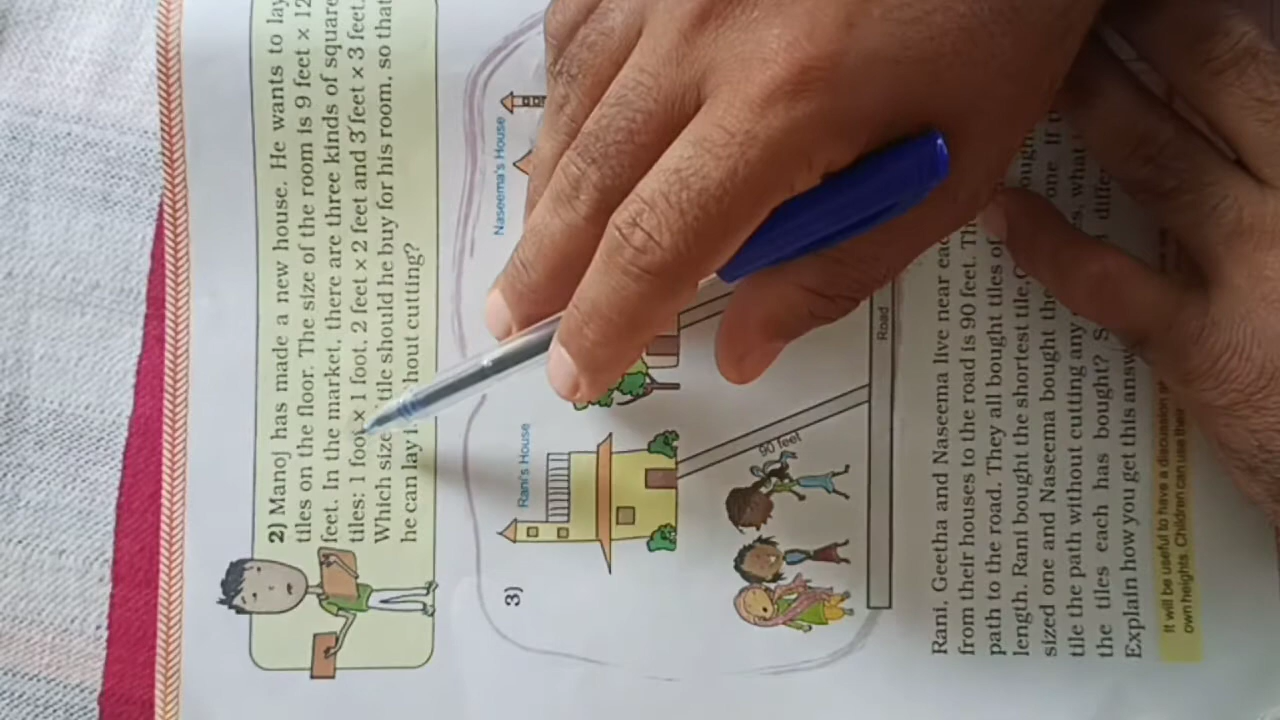 2) Manoj has made a new house. He wants to lay
tiles on the floor. The size of the room is 9 feet × 12
feet. In the market, there are three kinds of square
tiles: 1 foot × 1 foot, 2 feet × 2 feet and 3 feet × 3 feet.
Which size tile should he buy for his room, so that
he can lay hout cutting?
3)
Rani's House
Naseema's House
90 feet
Road
Rani, Geetha and Naseema live near
from their houses to the road is 90 feet.
path to the road. They all bought tiles of
length. Rani bought the shortest tile,
sized one and Naseema bought the one. If
tile the path without cutting any what
the tiles each has bought?
Explain how you get this
It will be useful to have a discussion
own heights. Children can use their